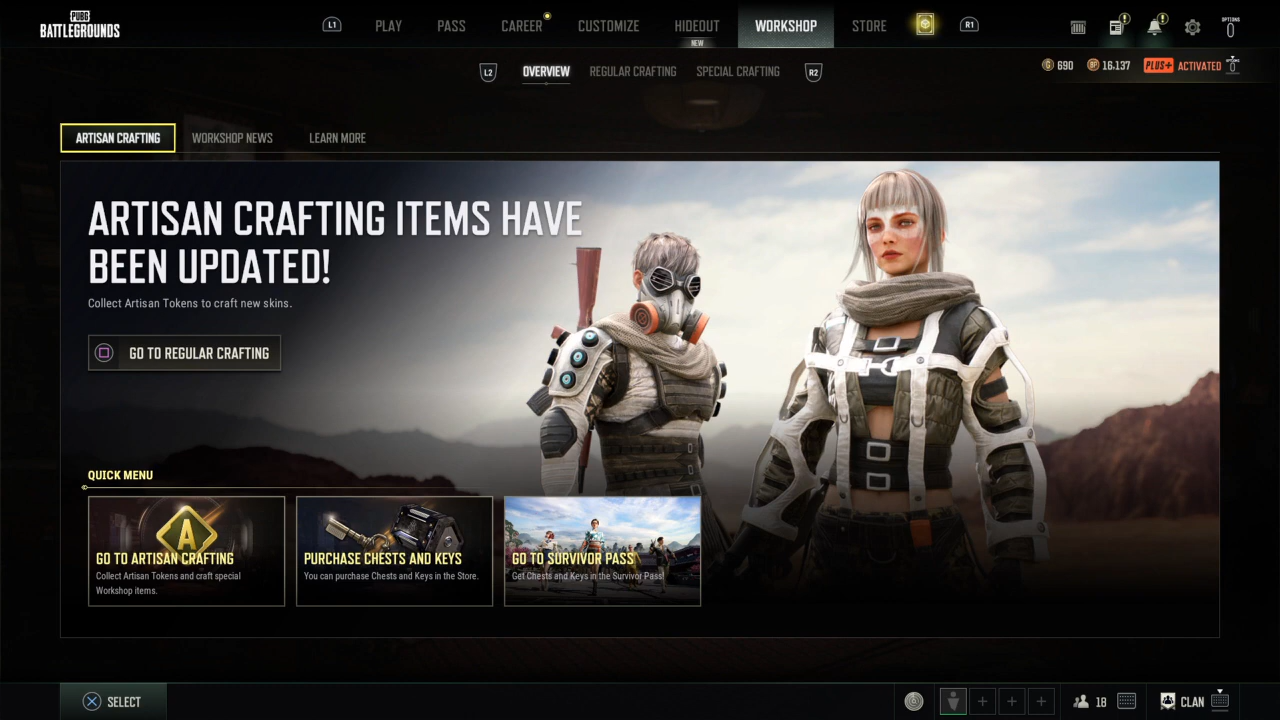 PUBG
BATTLEGROUNDS
L1
PLAY
PASS
CAREER
CUSTOMIZE
HIDEOUT
NEW
WORKSHOP
STORE
R1
OPTIONS
L2
OVERVIEW
REGULAR CRAFTING
SPECIAL CRAFTING
R2
G 690
BP 16,137
PLUS+ ACTIVATED
ARTISAN CRAFTING
WORKSHOP NEWS
LEARN MORE
ARTISAN CRAFTING ITEMS HAVE
BEEN UPDATED!
Collect Artisan Tokens to craft new skins.
GO TO REGULAR CRAFTING
QUICK MENU
A
GO TO ARTISAN CRAFTING
Collect Artisan Tokens and craft special
Workshop items.
PURCHASE CHESTS AND KEYS
You can purchase Chests and Keys in the Store.
GO TO SURVIVOR PASS
Get Chests and Keys in the Survivor Pass!
SELECT
18
CLAN